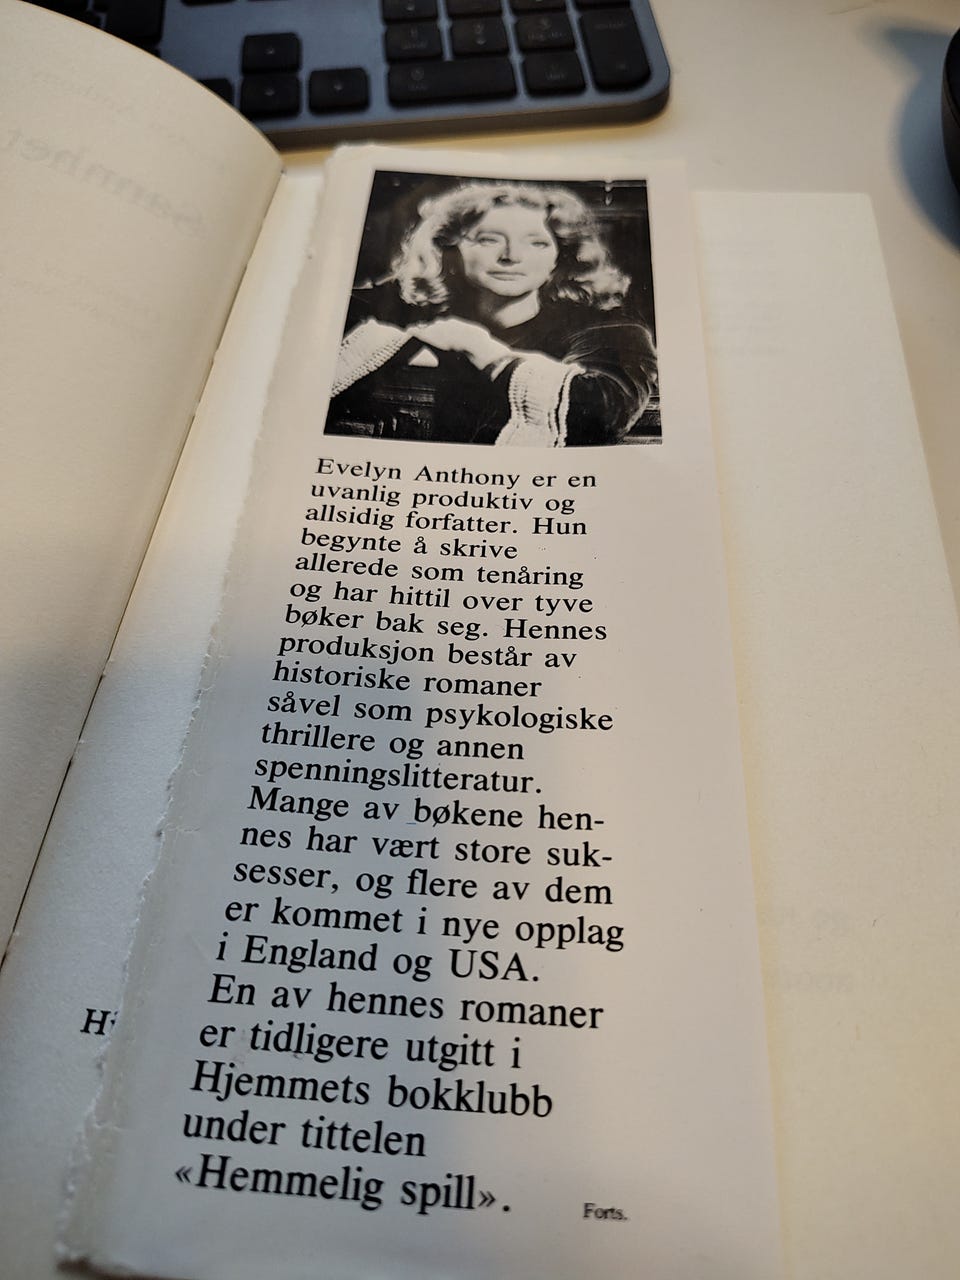 Evelyn Anthony er en
uvanlig produktiv og
allsidig forfatter. Hun
begynte å skrive
allerede som tenåring
og har hittil over tyve
bøker bak seg. Hennes
produksjon består av
historiske romaner
såvel som psykologiske
thrillere og annen
spenningslitteratur.
Mange av bøkene hen-
nes har vært store suk-
sesser, og flere av dem
er kommet i nye opplag
i England og USA.
En av hennes romaner
er tidligere utgitt i
Hjemmets bokklubb
under tittelen
«Hemmelig spill».
Forts.